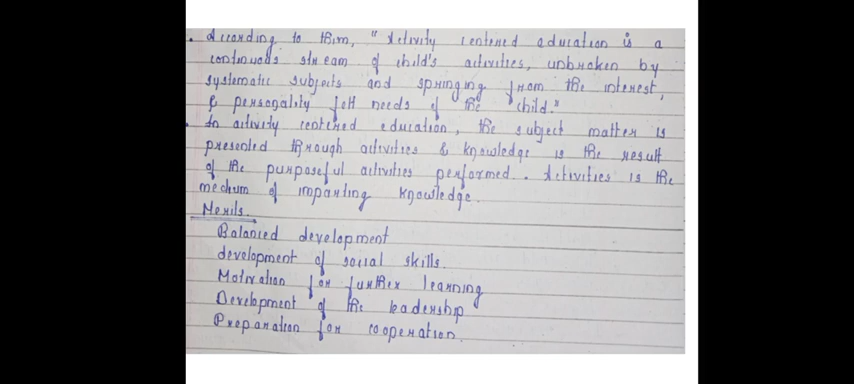 • According to them, "Activity centered education is a
continuous stream of child's activities, unbroken by
systematic subjects and springing from the interest,
& personality felt needs of the "child."
• In activity centered education, the subject matter is
presented through activities & knowledge is the result
of the purposeful activities performed. Activities is the
medium of imparting knowledge.
Merits.
Balanced development
development of social skills.
Motivation for further learning
Development of the leadership
Preparation for cooperation.